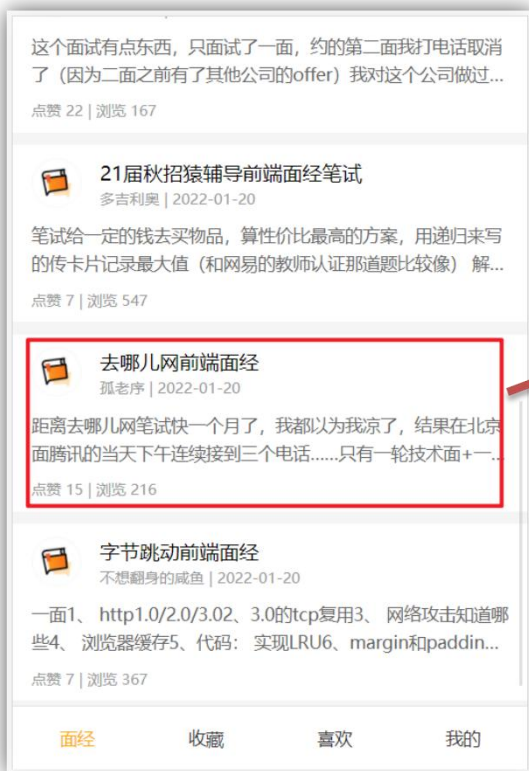 这个面试有点东西，只面试了一面，约的第二面我打电话取消
了（因为二面之前有了其他公司的offer）我对这个公司做过...
点赞 22 | 浏览 167
21届秋招猿辅导前端面经笔试
多吉利奥 | 2022-01-20
笔试给一定的钱去买物品，算性价比最高的方案，用递归来写
的传卡片记录最大值（和网易的教师认证那道题比较像） 解...
点赞 7 | 浏览 547
去哪儿网前端面经
孤老序 | 2022-01-20
距离去哪儿网笔试快一个月了，我都以为我凉了，结果在北京
面腾讯的当天下午连续接到三个电话......只有一轮技术面+一...
点赞 15 | 浏览 216
字节跳动前端面经
不想翻身的咸鱼 | 2022-01-20
一面1、 http1.0/2.0/3.02、3.0的tcp复用3、 网络攻击知道哪
些4、 浏览器缓存5、代码： 实现LRU6、margin和paddin...
点赞 7 | 浏览 367
面经 收藏 喜欢 我的